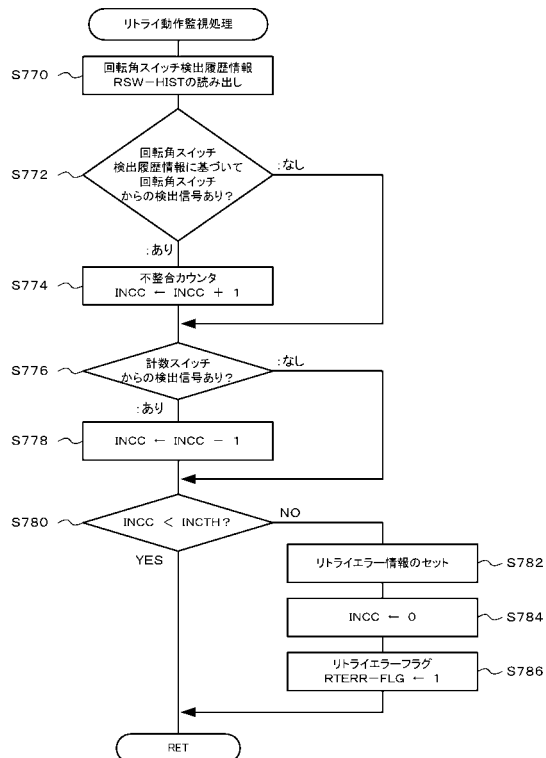 リトライ動作監視処理
S770
回転角スイッチ検出履歴情報
RSW-HISTの読み出し
S772
回転角スイッチ
検出履歴情報に基づいて
回転角スイッチ
からの検出信号あり?
:なし
:あり
S774
不整合カウンタ
INCC ← INCC + 1
S776
計数スイッチ
からの検出信号あり?
:なし
:あり
S778
INCC ← INCC - 1
S780
INCC < INCTH?
NO
YES
リトライエラー情報のセット
S782
INCC ← 0
S784
リトライエラーフラグ
RTERR-FLG ← 1
S786
RET